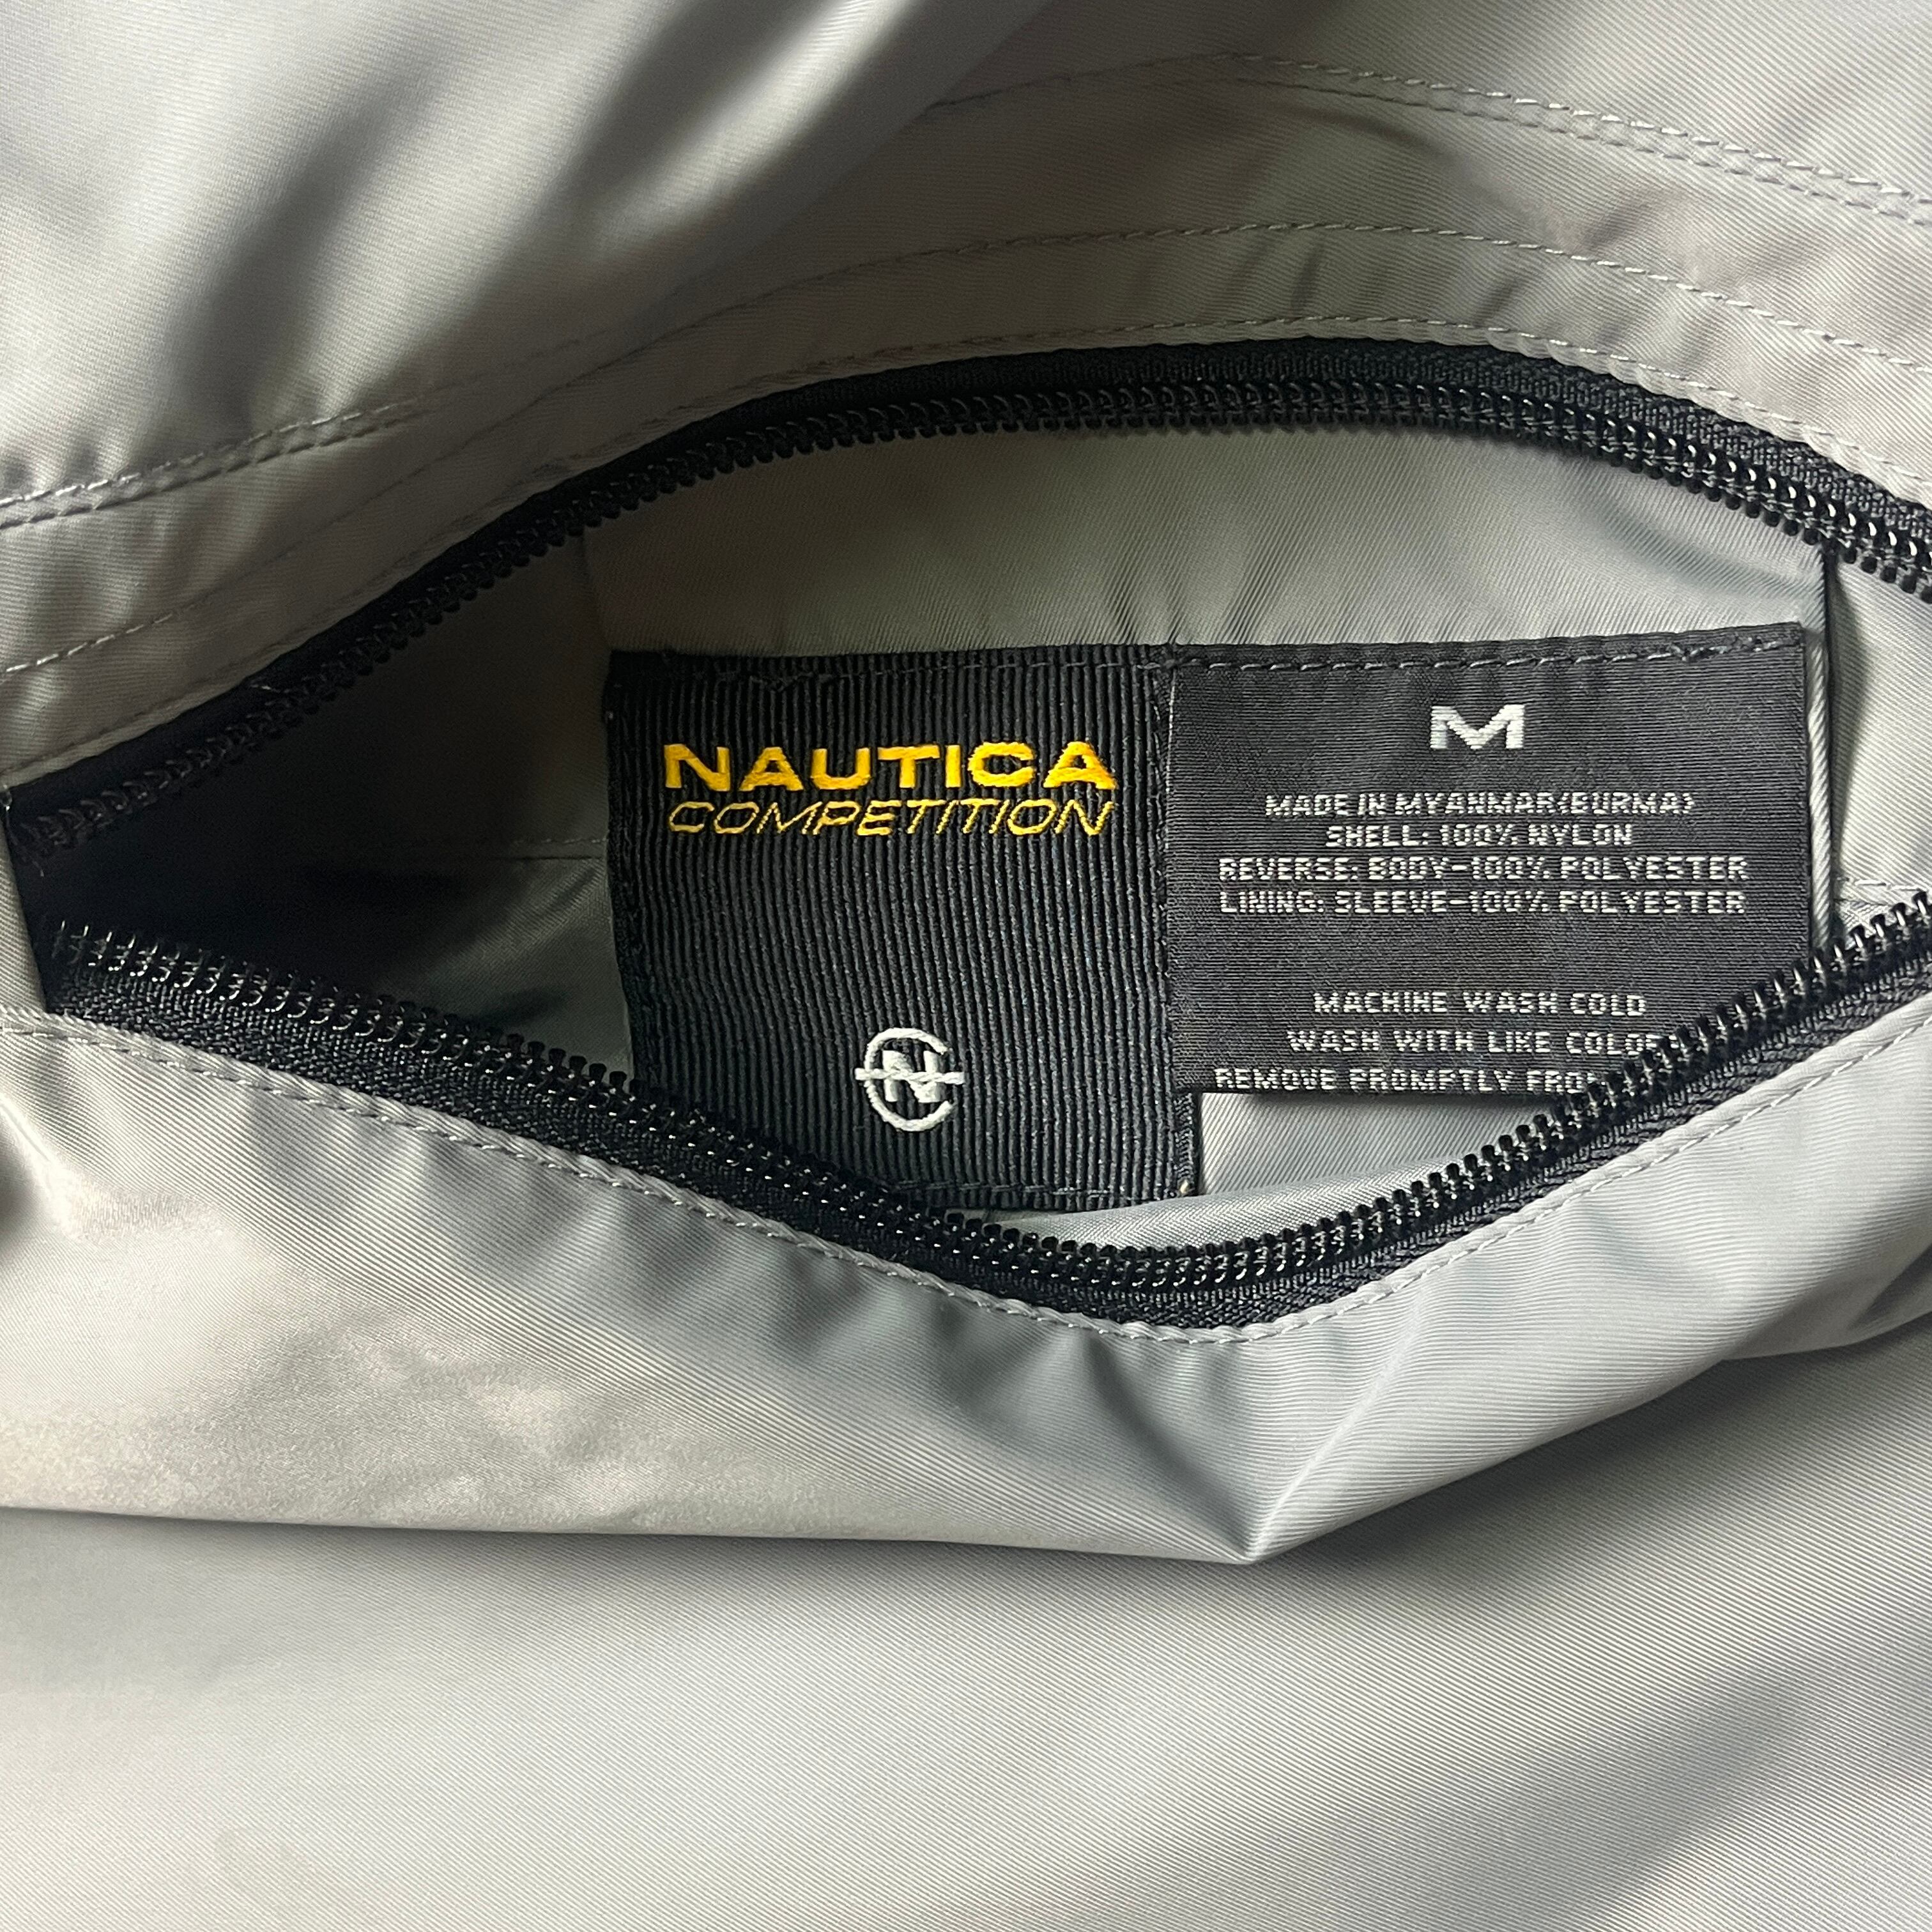 NAUTICA
COMPETITION
N
M
MADE IN MYANMAR(BURMA)
SHELL: 100% NYLON
REVERSE: BODY-100% POLYESTER
LINING: SLEEVE-100% POLYESTER
MACHINE WASH COLD
WASH WITH LIKE COLOR
REMOVE PROMPTLY